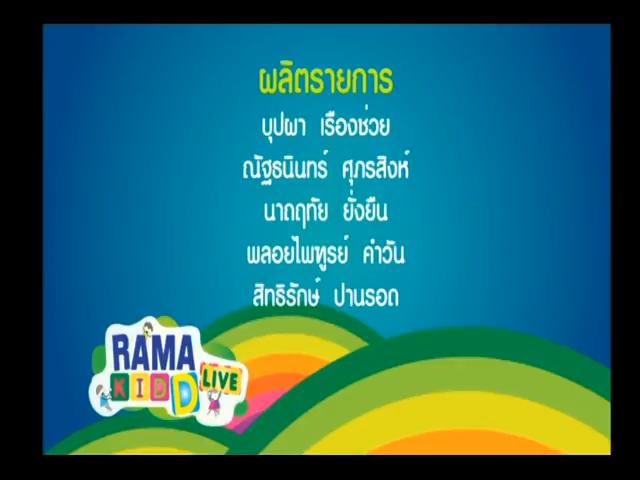 ผลิตรายการ
บุปผา เรืองช่วย
ณัฐธนินทร์ ศุภรสิงห์
นาถฤทัย ยั่งยืน
พลอยไพฑูรย์ คำวัน
สิทธิรักษ์ ปานรอด
RAMA
KIDD LIVE